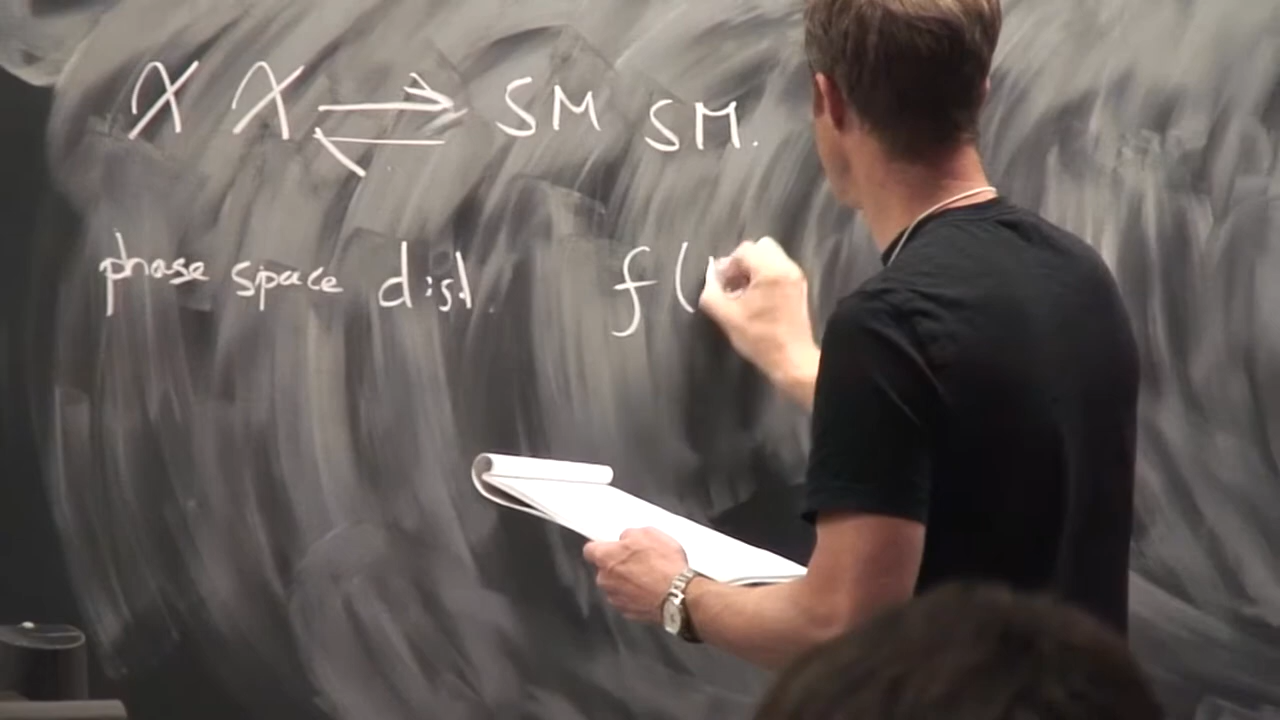 χ χ ⇄ SM SM.
phase space dist. f(